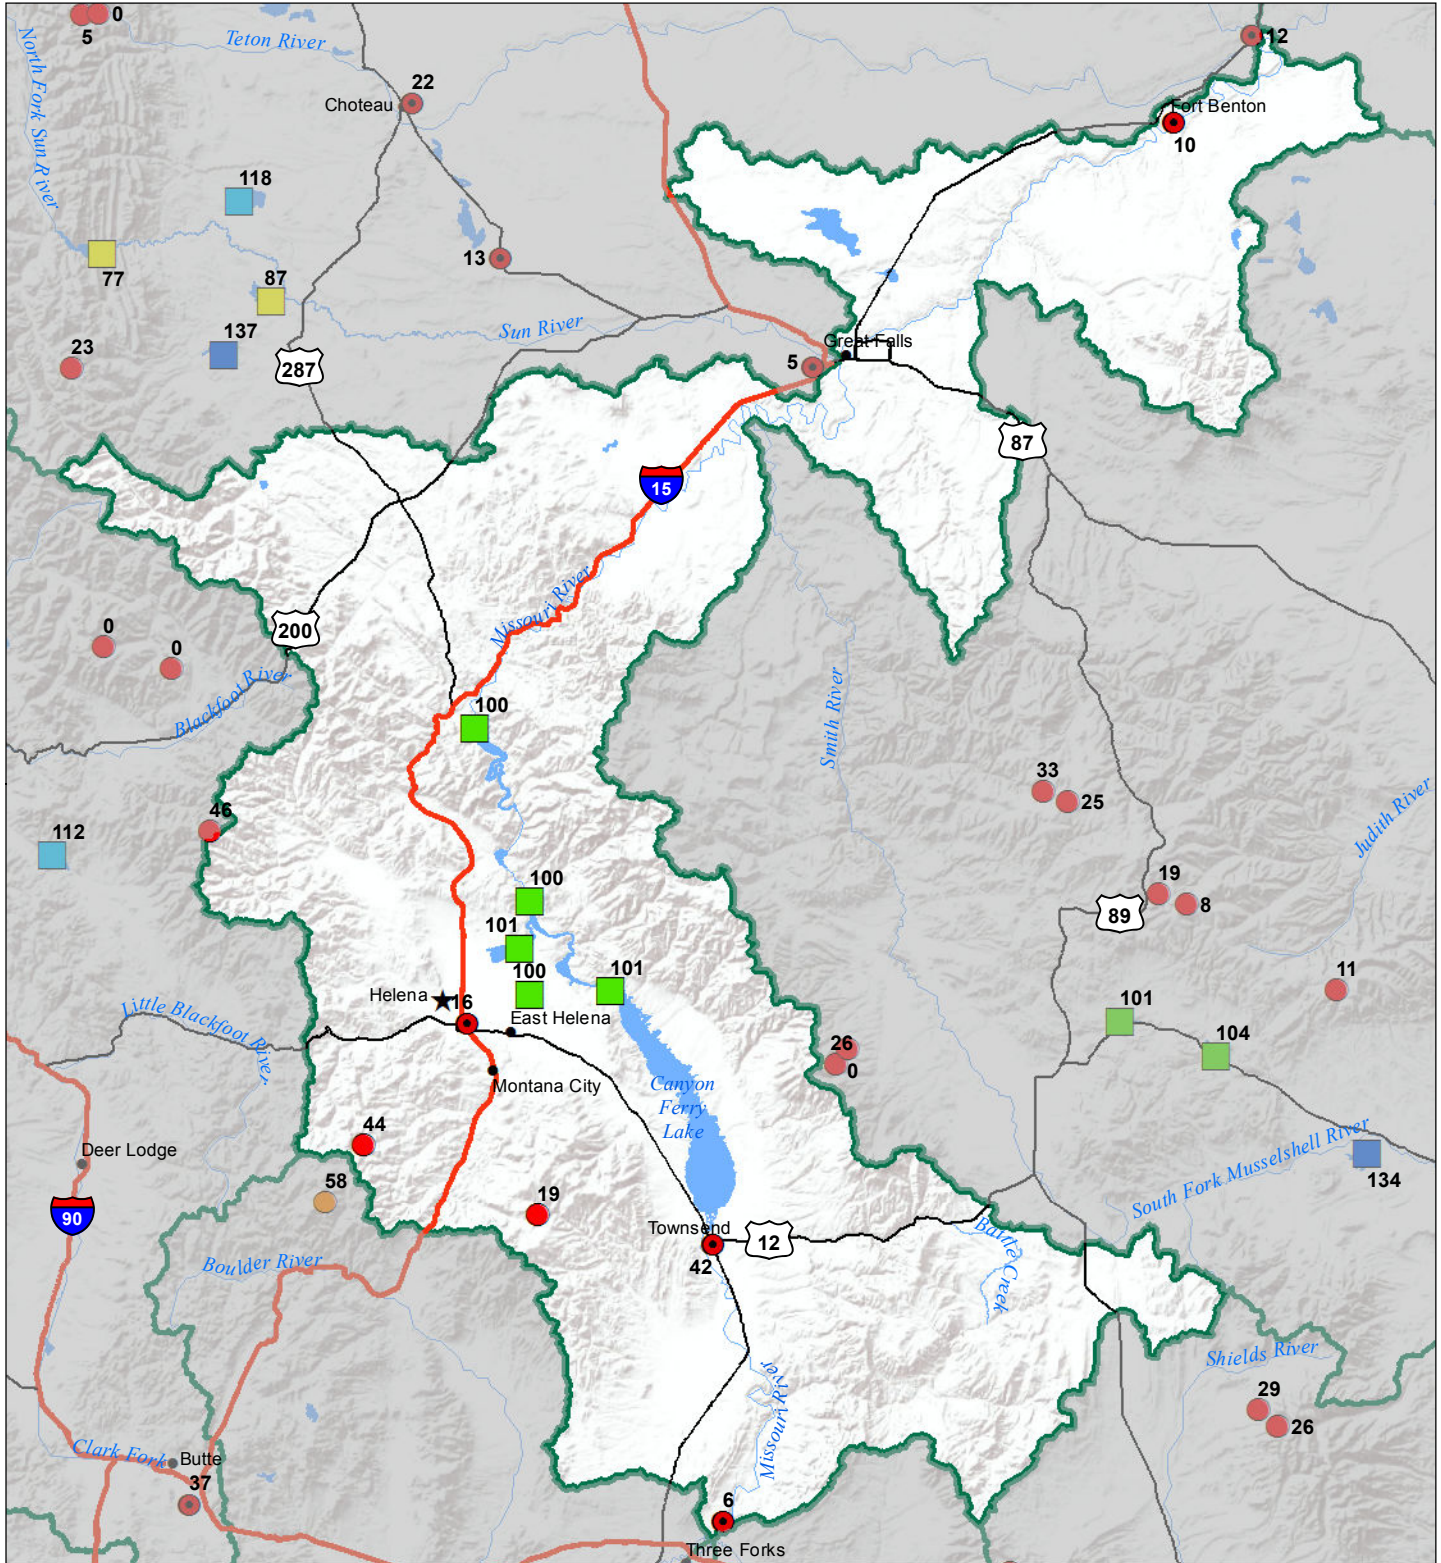 0
5
Teton River
North Fork Sun River
12
22
Choteau
Fort Benton
10
118
77
87
13
137
Sun River
23
287
Great Falls
5
87
15
Missouri River
200
0
0
Blackfoot River
100
Smith River
33
25
Judith River
46
112
100
101
100
101
19
8
89
11
Helena
16
East Helena
Little Blackfoot River
101
104
26
0
Montana City
Canyon
Ferry
Lake
44
Deer Lodge
South Fork Musselshell River
134
58
19
90
Townsend
12
42
Battle Creek
Boulder River
Shields River
Missouri River
29
26
Clark Fork
Butte
37
6
Three Forks